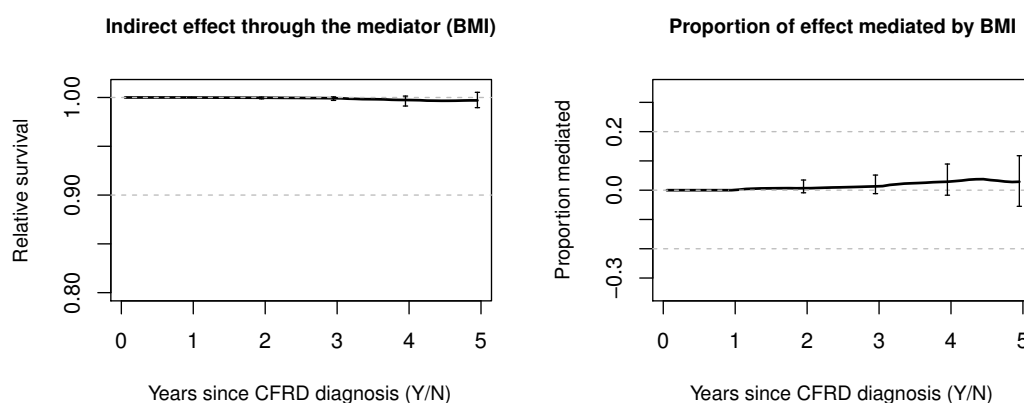 Indirect effect through the mediator (BMI)
Relative survival
1.00
0.90
0.80
0 1 2 3 4 5
Years since CFRD diagnosis (Y/N)
Proportion of effect mediated by BMI
Proportion mediated
0.2
0.0
−0.3
0 1 2 3 4 5
Years since CFRD diagnosis (Y/N)